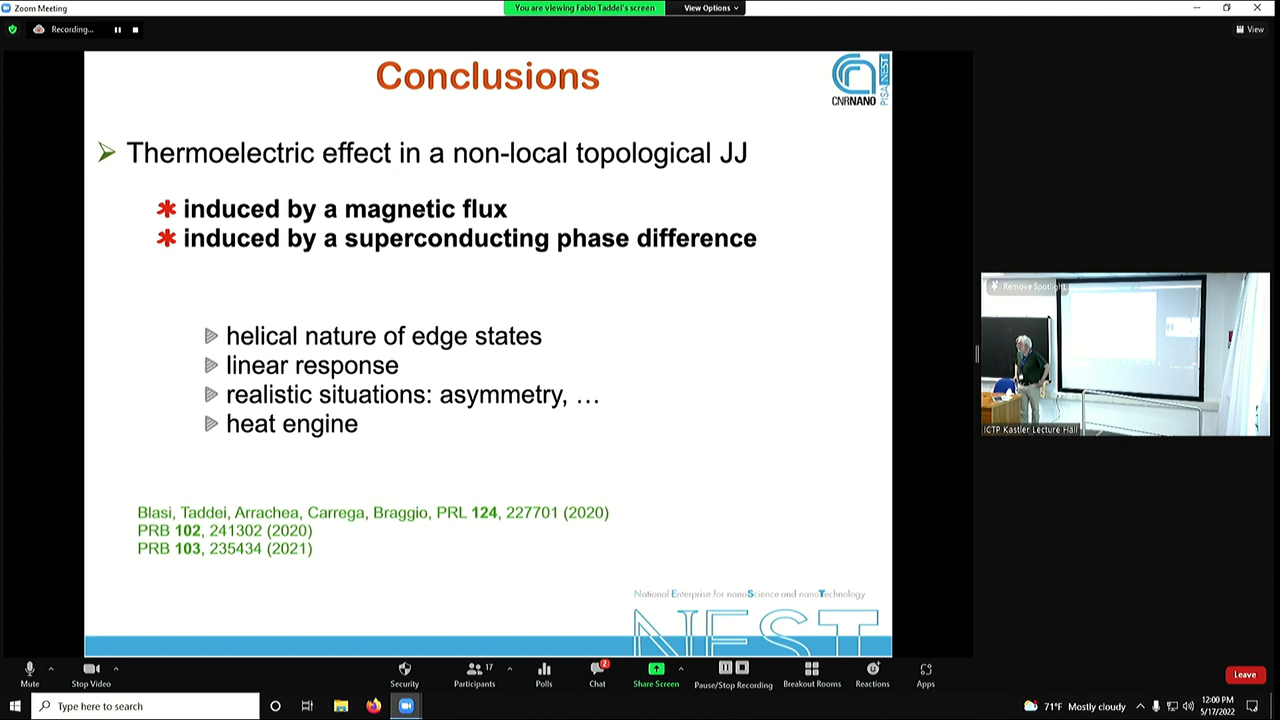 Zoom Meeting
You are viewing Fabio Taddei's screen
View Options
Recording...
View
Conclusions
CNRNANO
PISA NEST
Thermoelectric effect in a non-local topological JJ
induced by a magnetic flux
induced by a superconducting phase difference
helical nature of edge states
linear response
realistic situations: asymmetry, …
heat engine
Blasi, Taddei, Arrachea, Carrega, Braggio, PRL 124, 227701 (2020)
PRB 102, 241302 (2020)
PRB 103, 235434 (2021)
National Enterprise for nanoScience and nanoTechnology
NEST
Remove Spotlight
ICTP Kastler Lecture Hall
Mute
Stop Video
Security
Participants
17
Polls
Chat
2
Share Screen
Pause/Stop Recording
Breakout Rooms
Reactions
Apps
Leave
Type here to search
71°F Mostly cloudy
12:00 PM
5/17/2022